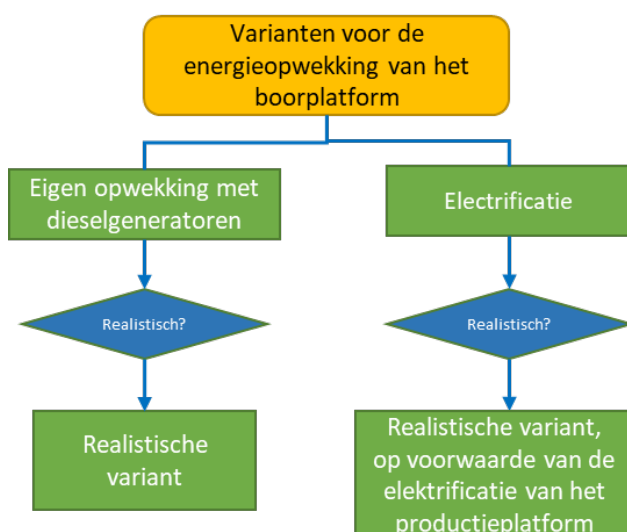 Varianten voor de
energieopwekking van het
boorplatform
Eigen opwekking met
dieselgeneratoren
Electrificatie
Realistisch?
Realistisch?
Realistische
variant
Realistische variant,
op voorwaarde van de
elektrificatie van het
productieplatform